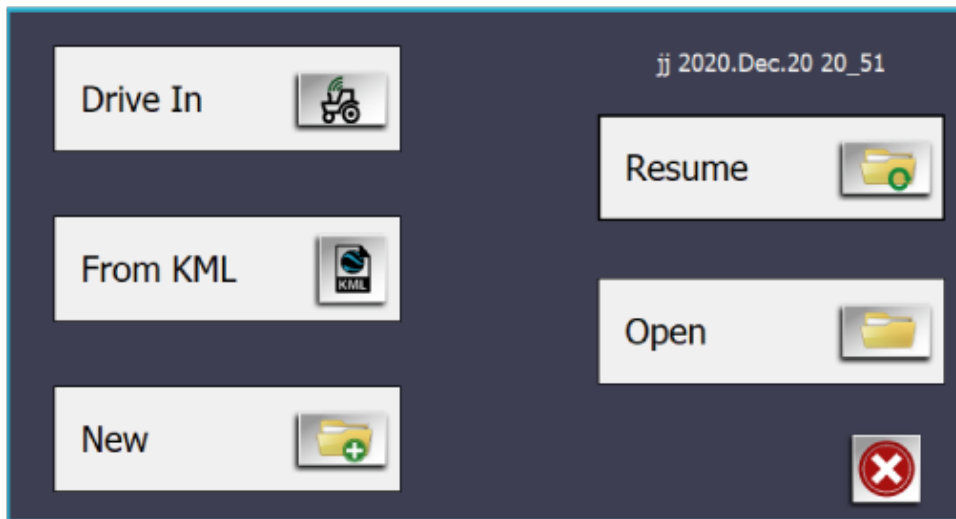 Drive In
From KML
KML
New
jj 2020.Dec.20 20_51
Resume
Open